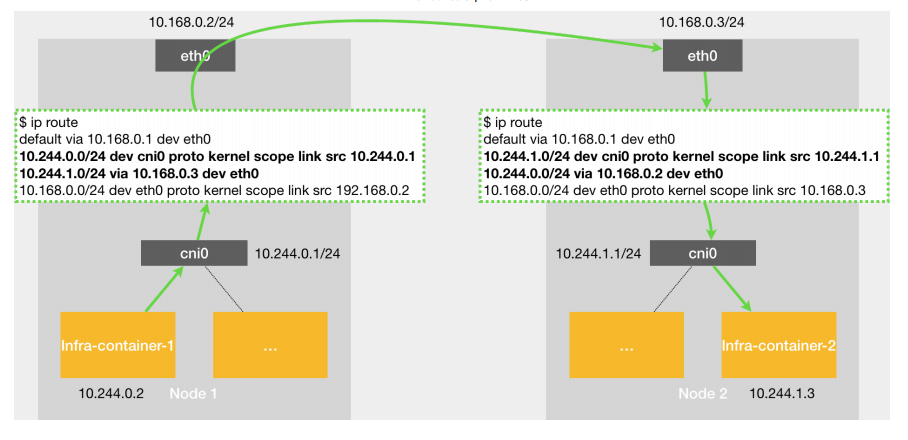 10.168.0.2/24
10.168.0.3/24
eth0
eth0
$ ip route
default via 10.168.0.1 dev eth0
10.244.0.0/24 dev cni0 proto kernel scope link src 10.244.0.1
10.244.1.0/24 via 10.168.0.3 dev eth0
10.168.0.0/24 dev eth0 proto kernel scope link src 192.168.0.2
$ ip route
default via 10.168.0.1 dev eth0
10.244.1.0/24 dev cni0 proto kernel scope link src 10.244.1.1
10.244.0.0/24 via 10.168.0.2 dev eth0
10.168.0.0/24 dev eth0 proto kernel scope link src 10.168.0.3
cni0
10.244.0.1/24
10.244.1.1/24
cni0
Infra-container-1
...
...
Infra-container-2
10.244.0.2
Node 1
Node 2
10.244.1.3